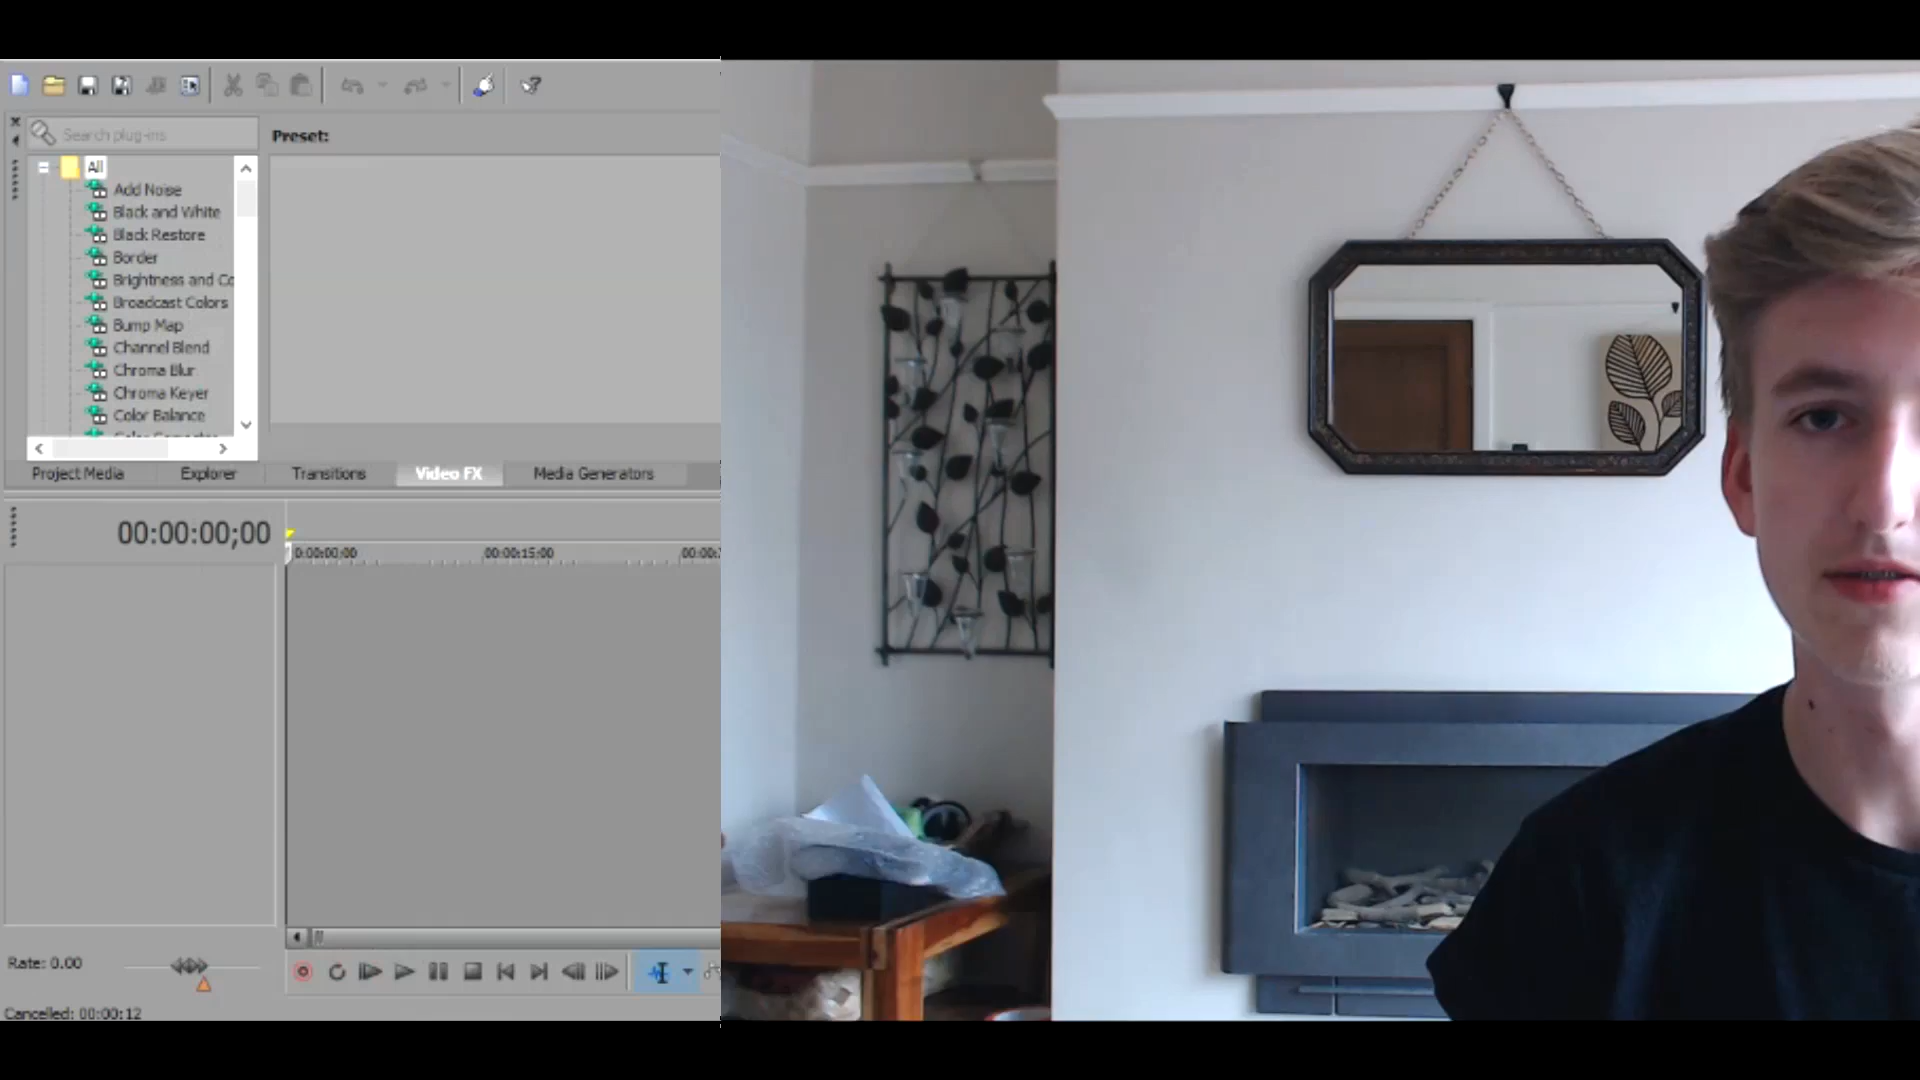 Search plug-ins
Preset:
All
Add Noise
Black and White
Black Restore
Border
Brightness and Co
Broadcast Colors
Bump Map
Channel Blend
Chroma Blur
Chroma Keyer
Color Balance
Project Media
Explorer
Transitions
Video FX
Media Generators
00:00:00;00
0:00:00;00
00:00:15;00
00:00:
Rate: 0.00
Cancelled: 00:00:12